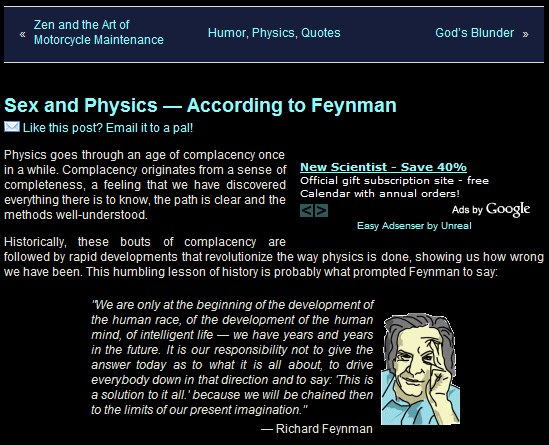 « Zen and the Art of
Motorcycle Maintenance
Humor, Physics, Quotes
God's Blunder »
Sex and Physics — According to Feynman
Like this post? Email it to a pal!
Physics goes through an age of complacency once
in a while. Complacency originates from a sense of
completeness, a feeling that we have discovered
everything there is to know, the path is clear and the
methods well-understood.
New Scientist - Save 40%
Official gift subscription site - free
Calendar with annual orders!
< > Ads by Google
Easy Adsenser by Unreal
Historically, these bouts of complacency are
followed by rapid developments that revolutionize the way physics is done, showing us how wrong
we have been. This humbling lesson of history is probably what prompted Feynman to say:
"We are only at the beginning of the development of
the human race, of the development of the human
mind, of intelligent life — we have years and years
in the future. It is our responsibility not to give the
answer today as to what it is all about, to drive
everybody down in that direction and to say: 'This is
a solution to it all.' because we will be chained then
to the limits of our present imagination."
— Richard Feynman